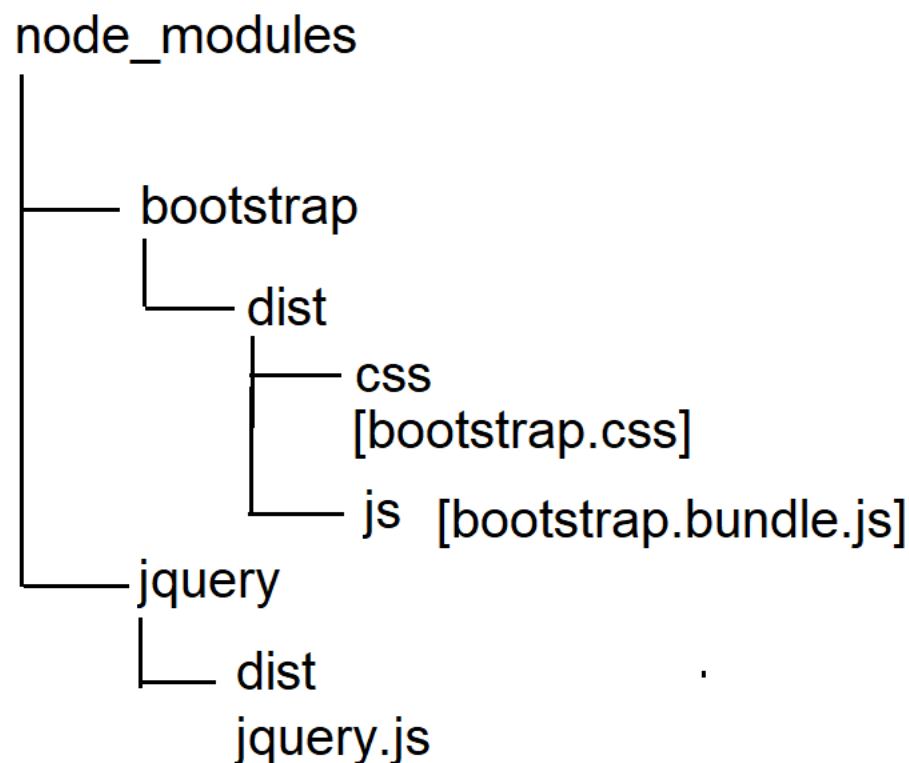 node_modules
bootstrap
dist
css
[bootstrap.css]
js [bootstrap.bundle.js]
jquery
dist
jquery.js